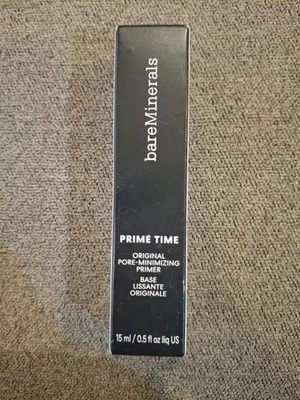 bareMinerals
PRIME TIME
ORIGINAL
PORE-MINIMIZING
PRIMER
BASE
LISSANTE
ORIGINALE
15 ml / 0.5 fl oz liq US